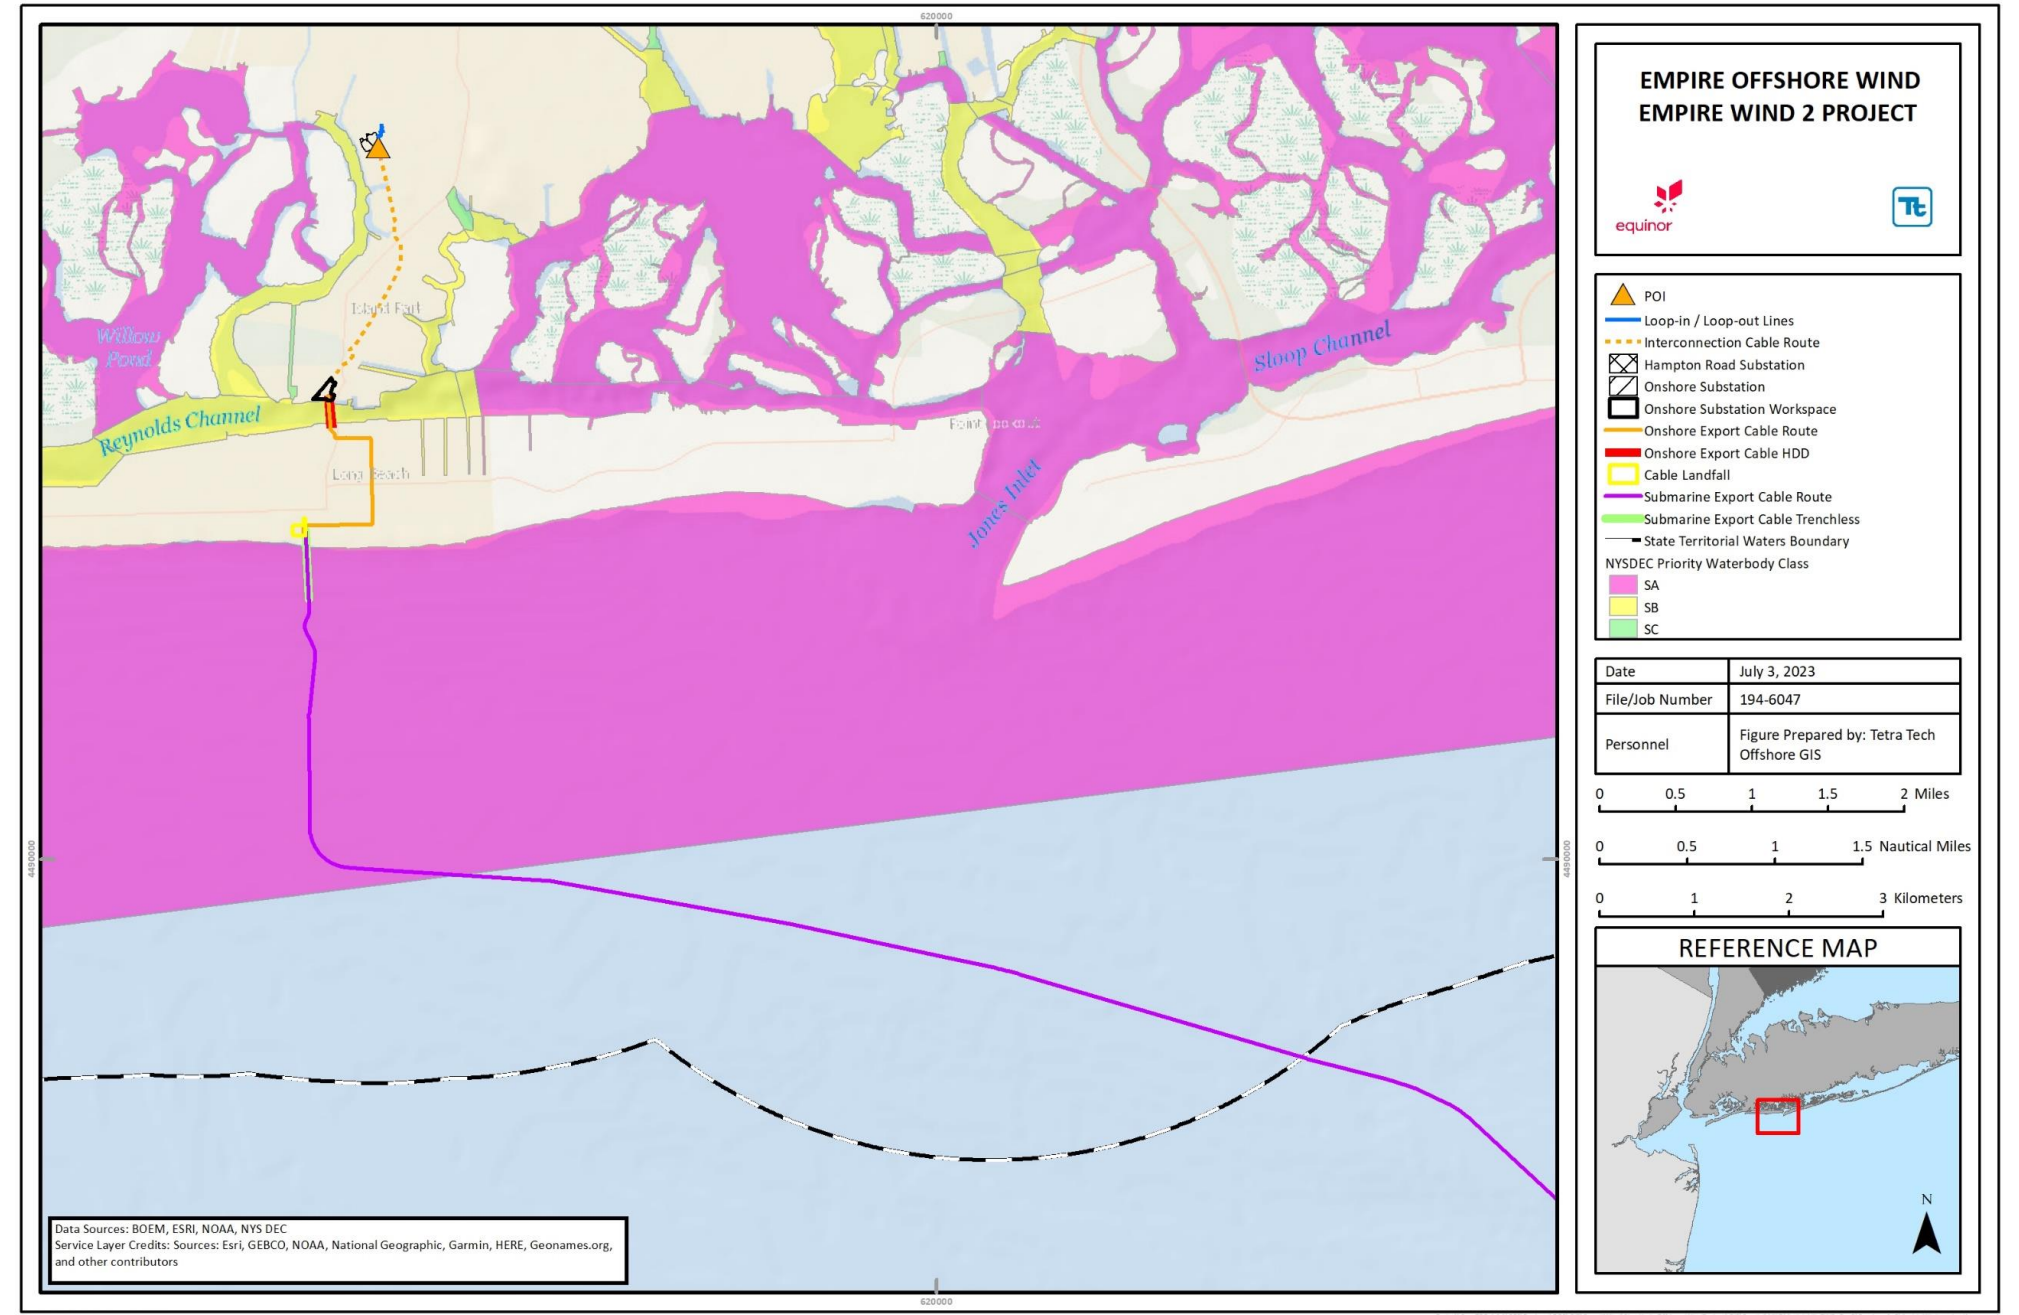 620000
4490000
4490000
620000
Island Park
Willow
Pond
Reynolds Channel
Long Beach
Point Lookout
Jones Inlet
Sloop Channel
Data Sources: BOEM, ESRI, NOAA, NYS DEC
Service Layer Credits: Sources: Esri, GEBCO, NOAA, National Geographic, Garmin, HERE, Geonames.org,
and other contributors
EMPIRE OFFSHORE WIND
EMPIRE WIND 2 PROJECT
equinor
Tt
POI
Loop-in / Loop-out Lines
Interconnection Cable Route
Hampton Road Substation
Onshore Substation
Onshore Substation Workspace
Onshore Export Cable Route
Onshore Export Cable HDD
Cable Landfall
Submarine Export Cable Route
Submarine Export Cable Trenchless
State Territorial Waters Boundary
NYSDEC Priority Waterbody Class
SA
SB
SC
Date July 3, 2023
File/Job Number 194-6047
Personnel Figure Prepared by: Tetra Tech
Offshore GIS
0 0.5 1 1.5 2 Miles
0 0.5 1 1.5 Nautical Miles
0 1 2 3 Kilometers
REFERENCE MAP
N